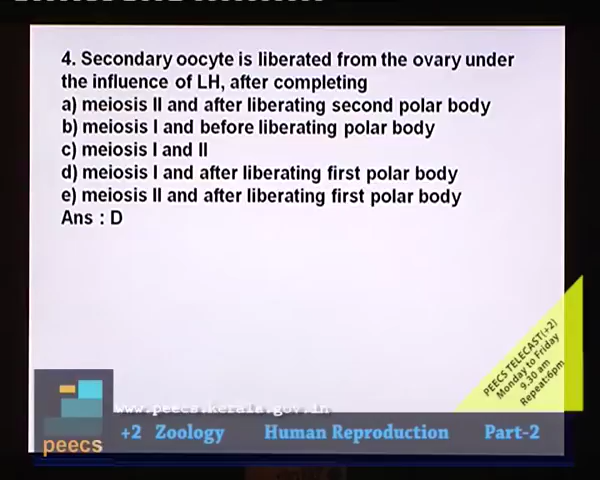 4. Secondary oocyte is liberated from the ovary under
the influence of LH, after completing
a) meiosis II and after liberating second polar body
b) meiosis I and before liberating polar body
c) meiosis I and II
d) meiosis I and after liberating first polar body
e) meiosis II and after liberating first polar body
Ans : D
PEECS TELECAST(+2)
Monday to Friday
9.30 am
Repeat:6pm
www.peecs.kerala.gov.in
peecs
+2 Zoology Human Reproduction Part-2